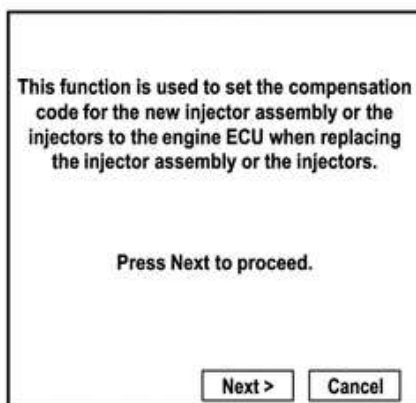 This function is used to set the compensation
code for the new injector assembly or the
injectors to the engine ECU when replacing
the injector assembly or the injectors.
Press Next to proceed.
Next >
Cancel